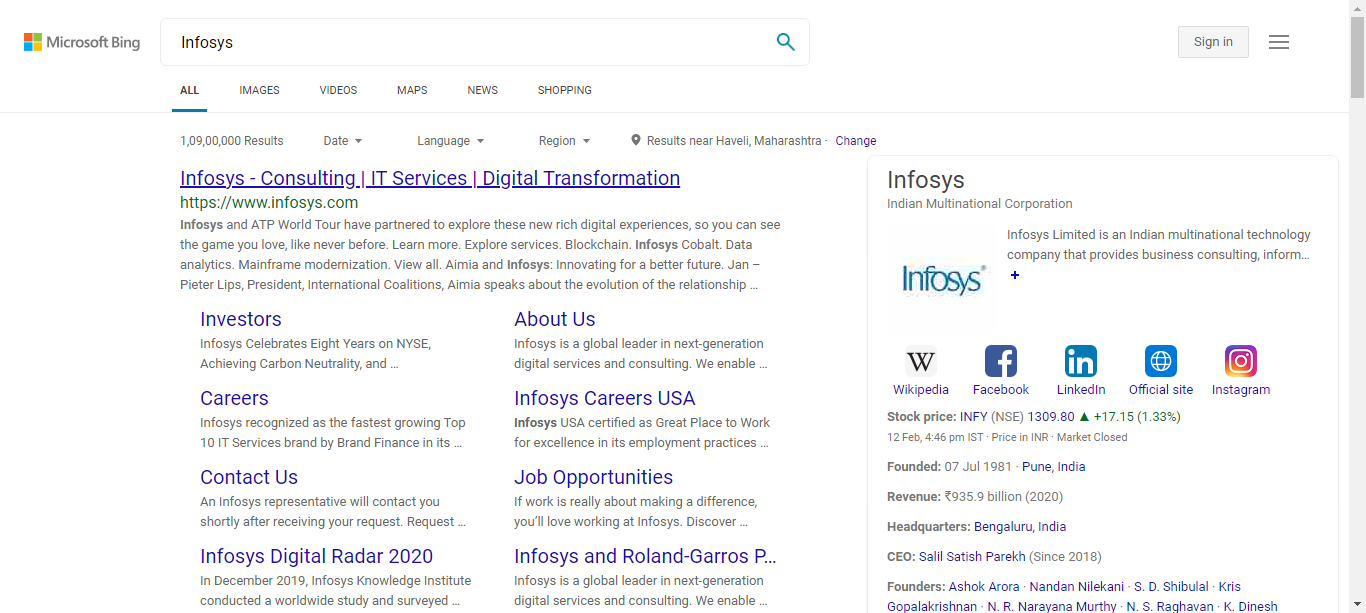 Microsoft Bing
Infosys
Sign in
ALL IMAGES VIDEOS MAPS NEWS SHOPPING
1,09,00,000 Results Date Language Region Results near Haveli, Maharashtra · Change
Infosys - Consulting | IT Services | Digital Transformation
https://www.infosys.com
Infosys and ATP World Tour have partnered to explore these new rich digital experiences, so you can see
the game you love, like never before. Learn more. Explore services. Blockchain. Infosys Cobalt. Data
analytics. Mainframe modernization. View all. Aimia and Infosys: Innovating for a better future. Jan –
Pieter Lips, President, International Coalitions, Aimia speaks about the evolution of the relationship ...
Investors
Infosys Celebrates Eight Years on NYSE,
Achieving Carbon Neutrality, and ...
About Us
Infosys is a global leader in next-generation
digital services and consulting. We enable ...
Careers
Infosys recognized as the fastest growing Top
10 IT Services brand by Brand Finance in its ...
Infosys Careers USA
Infosys USA certified as Great Place to Work
for excellence in its employment practices ...
Contact Us
An Infosys representative will contact you
shortly after receiving your request. Request ...
Job Opportunities
If work is really about making a difference,
you’ll love working at Infosys. Discover ...
Infosys Digital Radar 2020
In December 2019, Infosys Knowledge Institute
conducted a worldwide study and surveyed ...
Infosys and Roland-Garros P...
Infosys is a global leader in next-generation
digital services and consulting. We enable ...
Infosys
Indian Multinational Corporation
Infosys Limited is an Indian multinational technology
company that provides business consulting, inform...
+
Infosys®
W
Wikipedia Facebook LinkedIn Official site Instagram
Stock price: INFY (NSE) 1309.80 ▲ +17.15 (1.33%)
12 Feb, 4:46 pm IST · Price in INR · Market Closed
Founded: 07 Jul 1981 · Pune, India
Revenue: ₹935.9 billion (2020)
Headquarters: Bengaluru, India
CEO: Salil Satish Parekh (Since 2018)
Founders: Ashok Arora · Nandan Nilekani · S. D. Shibulal · Kris
Gopalakrishnan · N. R. Narayana Murthy · N. S. Raghavan · K. Dinesh